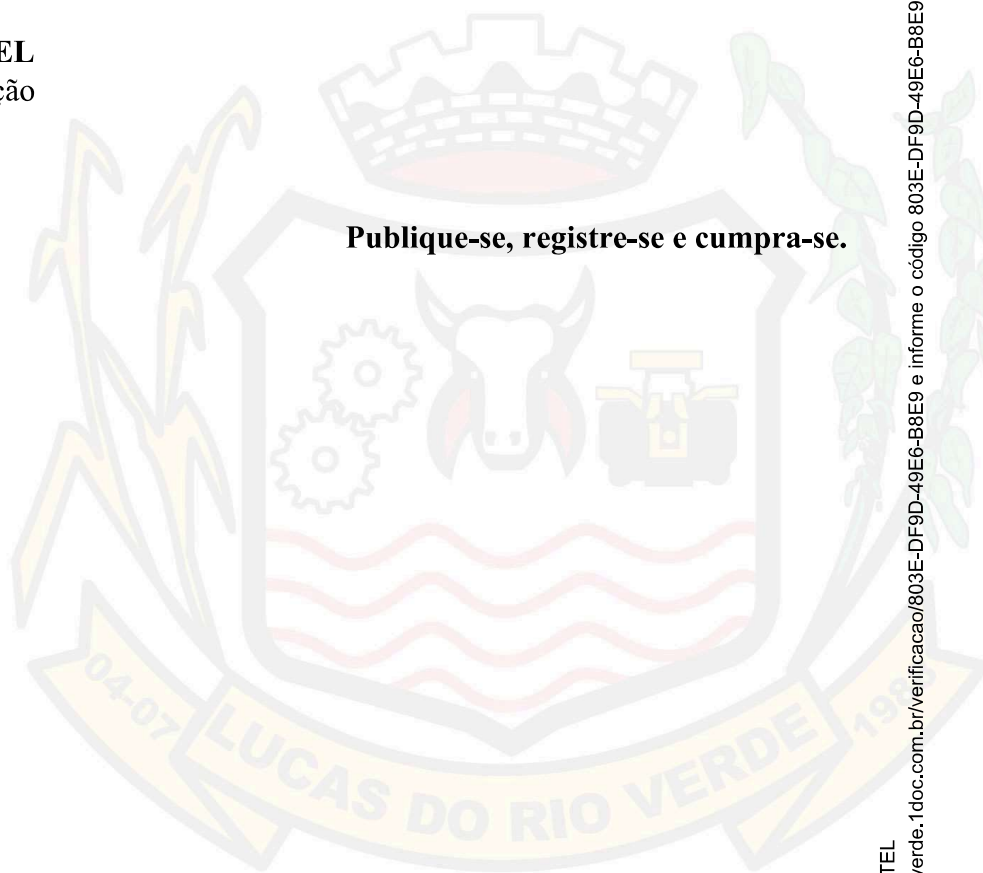 EL
ção
Publique-se, registre-se e cumpra-se.
04-07
LUCAS DO RIO VERDE
1988
TEL
verde.1doc.com.br/verificacao/803E-DF9D-49E6-B8E9 e informe o código 803E-DF9D-49E6-B8E9